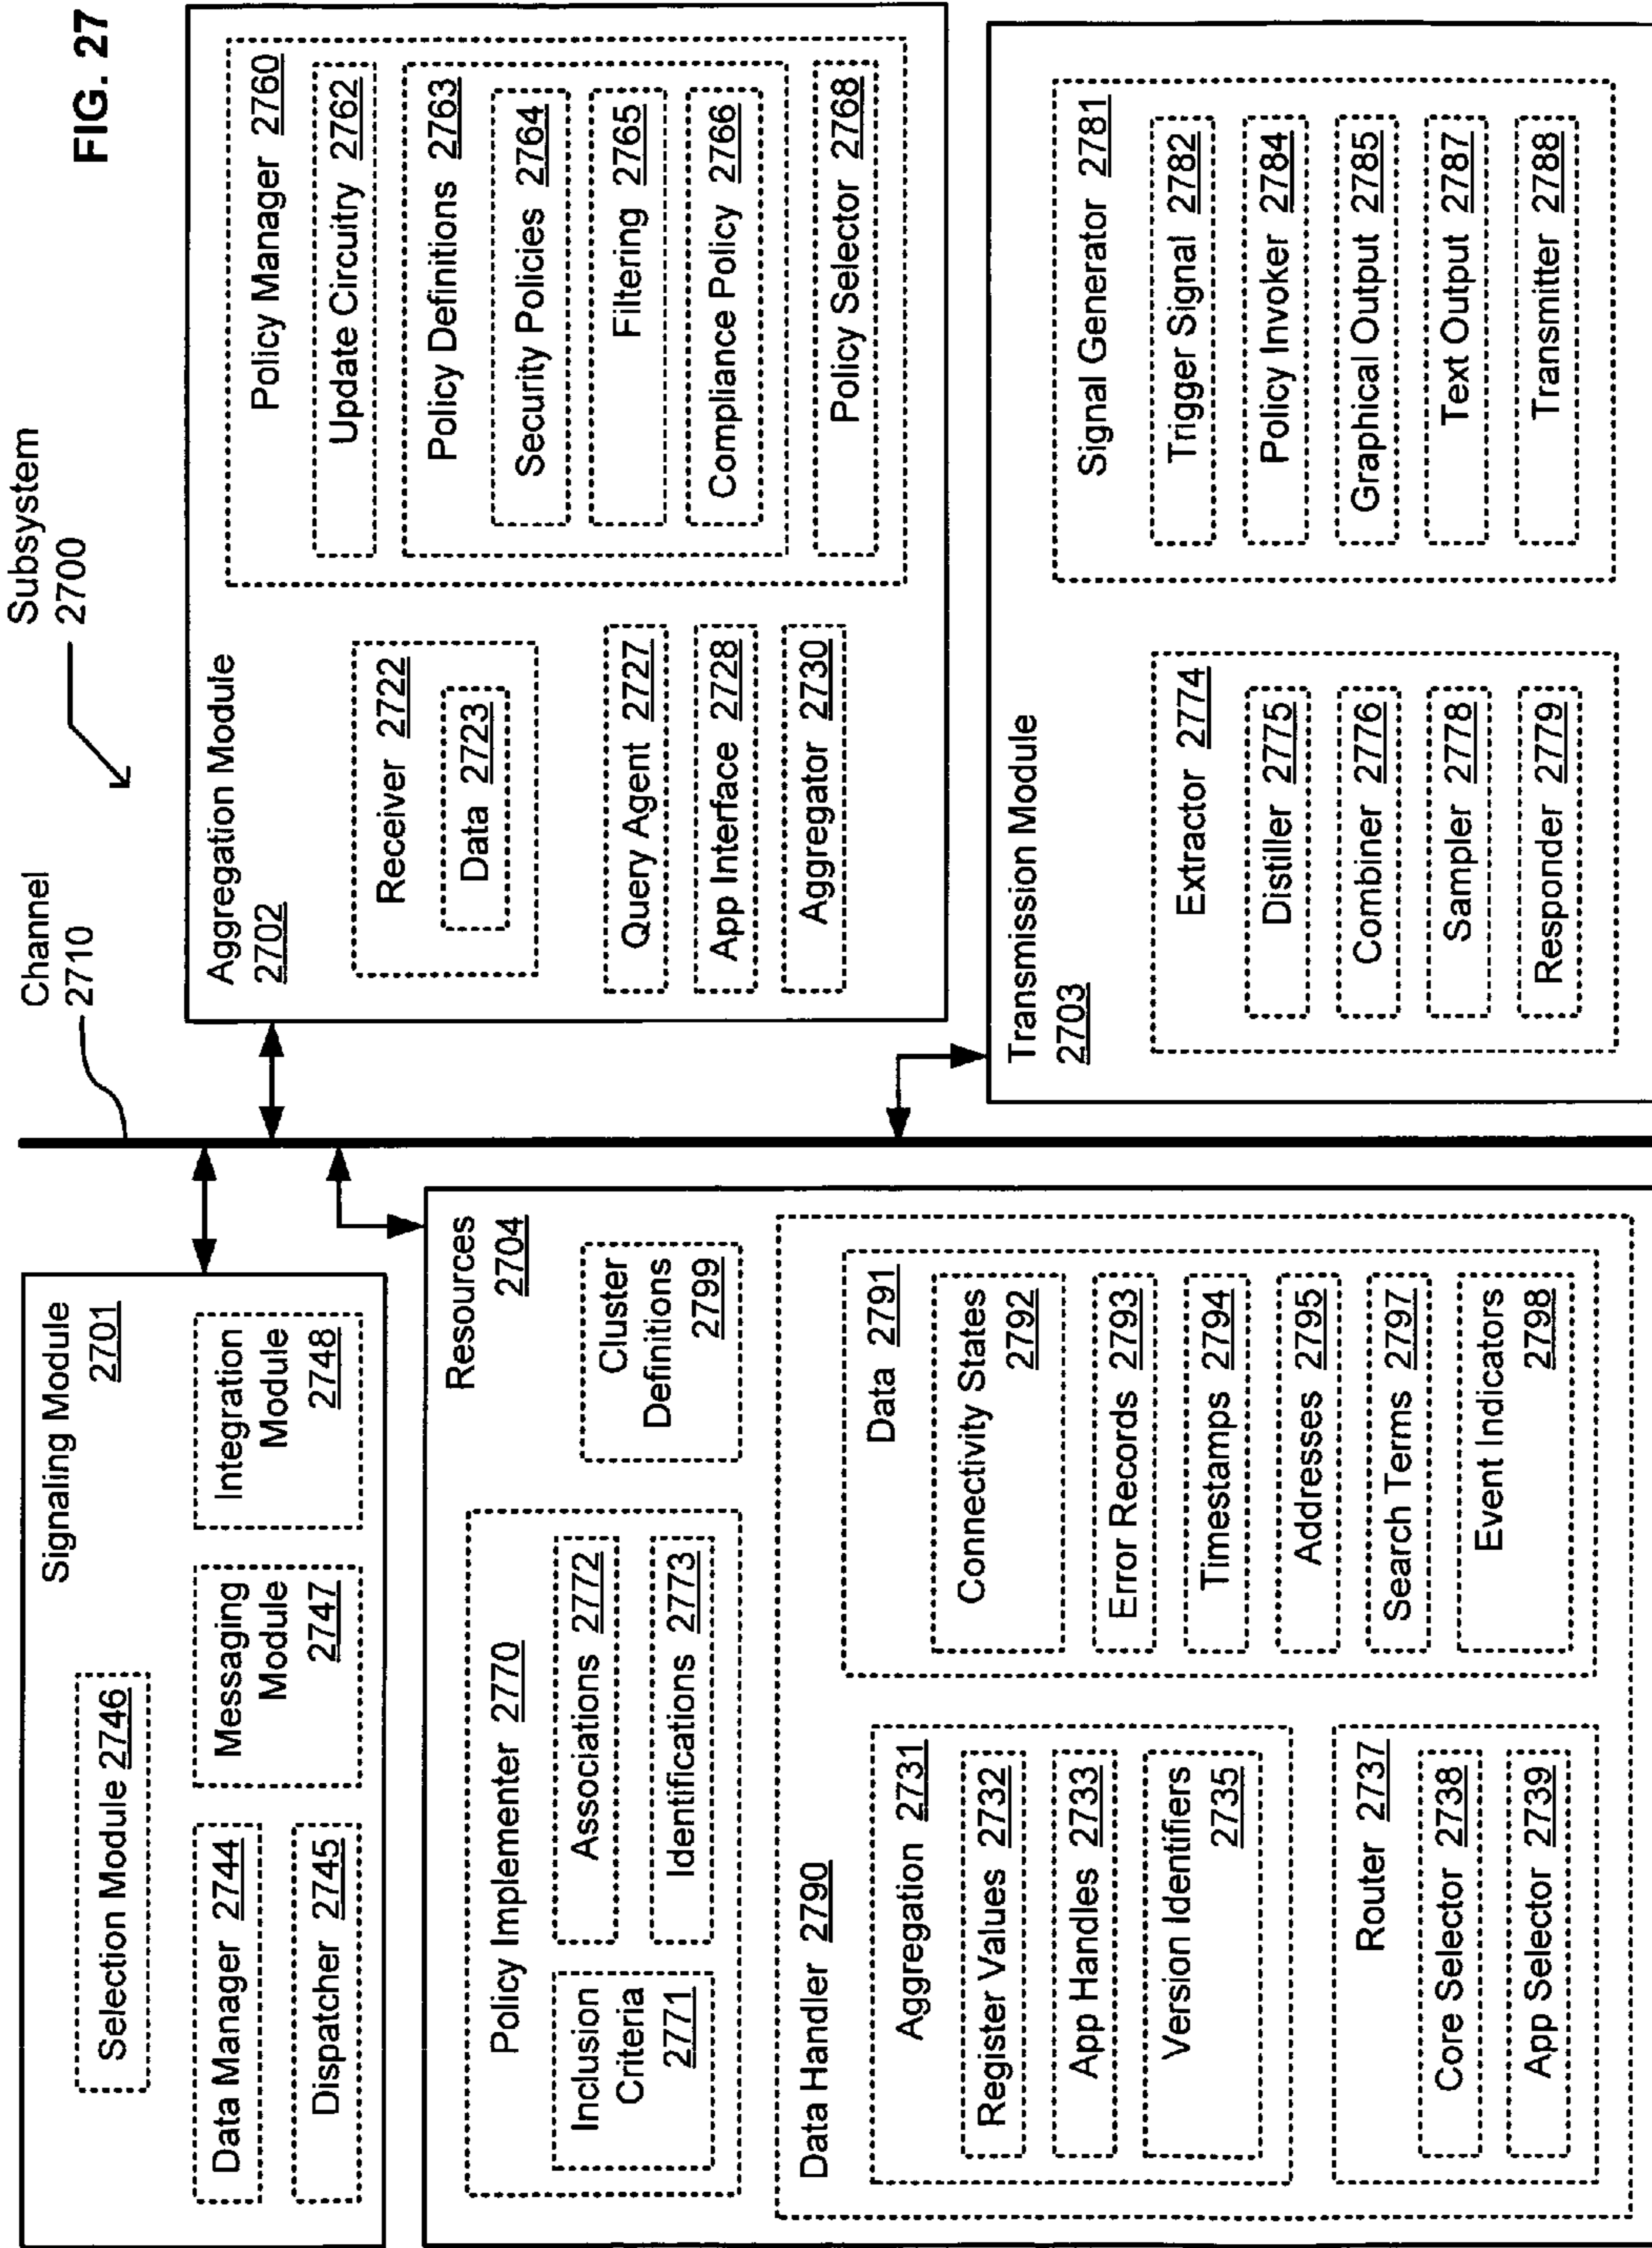 FIG. 27
Subsystem
2700
Channel
2710
Signaling Module
2701
Selection Module 2746
Data Manager 2744
Dispatcher 2745
Messaging
Module
2747
Integration
Module
2748
Aggregation Module
2702
Receiver 2722
Data 2723
Query Agent 2727
App Interface 2728
Aggregator 2730
Policy Manager 2760
Update Circuitry 2762
Policy Definitions 2763
Security Policies 2764
Filtering 2765
Compliance Policy 2766
Policy Selector 2768
Resources
2704
Policy Implementer 2770
Inclusion
Criteria
2771
Associations 2772
Identifications 2773
Cluster
Definitions
2799
Data Handler 2790
Aggregation 2731
Register Values 2732
App Handles 2733
Version Identifiers
2735
Router 2737
Core Selector 2738
App Selector 2739
Data 2791
Connectivity States
2792
Error Records 2793
Timestamps 2794
Addresses 2795
Search Terms 2797
Event Indicators
2798
Transmission Module
2703
Extractor 2774
Distiller 2775
Combiner 2776
Sampler 2778
Responder 2779
Signal Generator 2781
Trigger Signal 2782
Policy Invoker 2784
Graphical Output 2785
Text Output 2787
Transmitter 2788